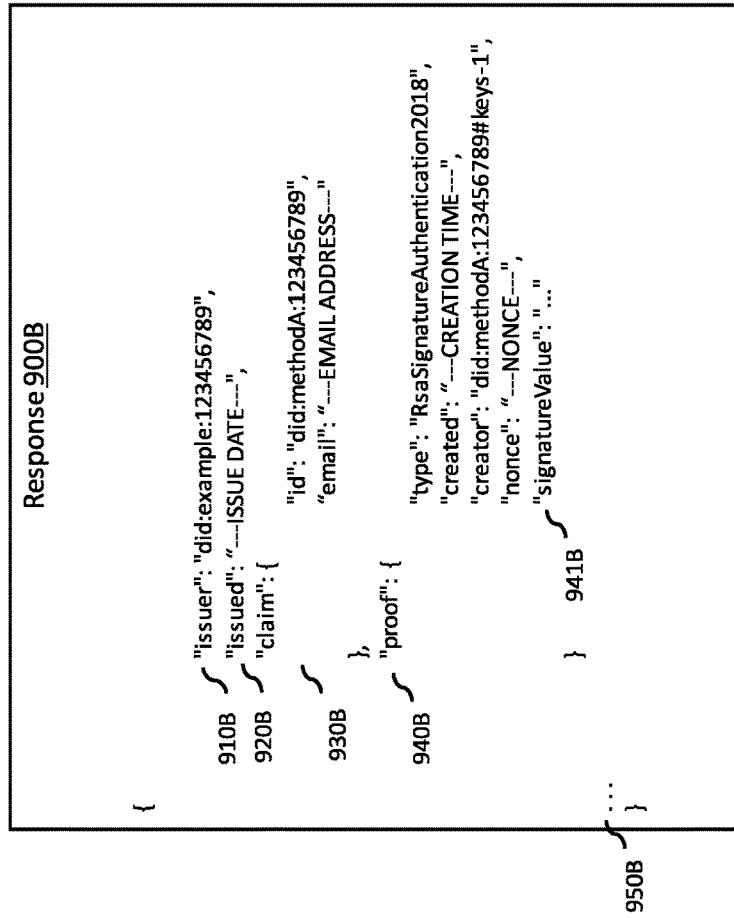 Response 900B
{
910B "issuer": "did:example:123456789",
920B "issued": “---ISSUE DATE---",
"claim": {
930B "id": "did:methodA:123456789",
“email": “---EMAIL ADDRESS---"
},
940B "proof": {
"type": "RsaSignatureAuthentication2018",
"created": “---CREATION TIME---",
"creator": "did:methodA:123456789#keys-1",
"nonce": “---NONCE---",
941B "signatureValue": "..."
}
950B ...
}